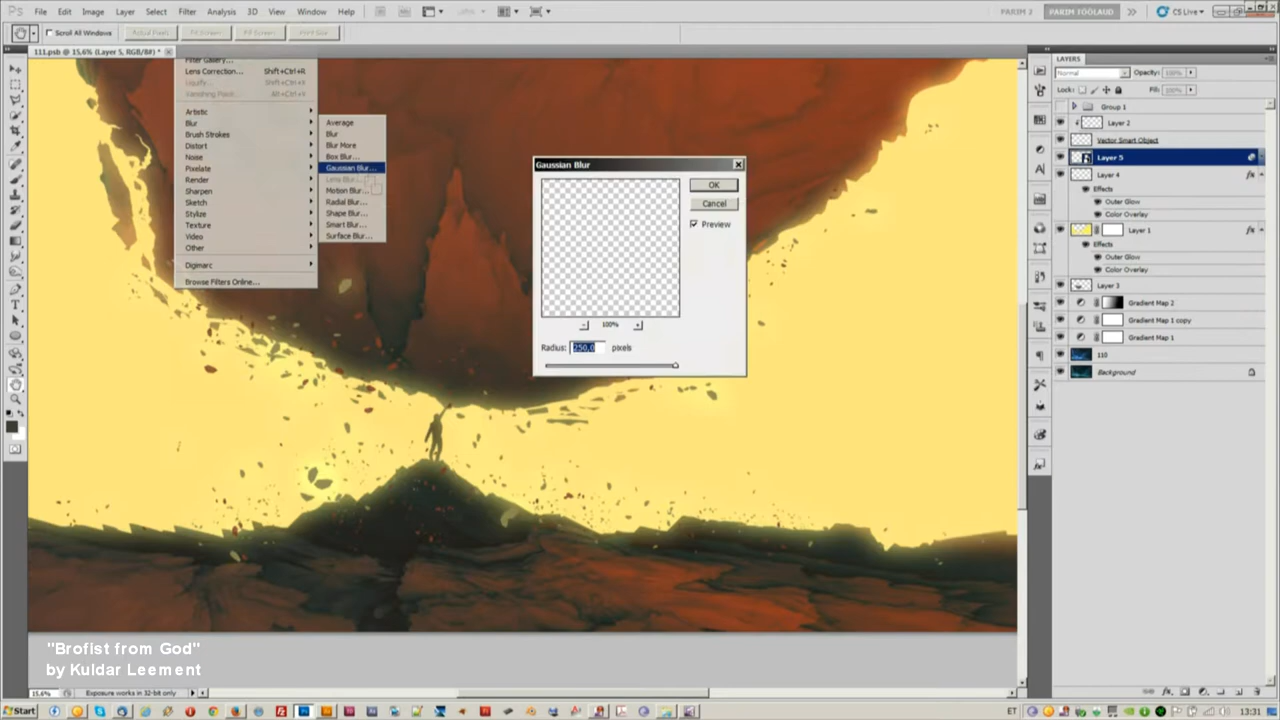 Ps File Edit Image Layer Select Filter Analysis 3D View Window Help PARIM 2 PARIM TÖÖLAUD CS Live
Scroll All Windows Actual Pixels Fit Screen Fill Screen Print Size
111.psb @ 15,6% (Layer 5, RGB/8#) *
Filter Gallery...
Lens Correction... Shift+Ctrl+R
Liquify... Shift+Ctrl+X
Vanishing Point... Alt+Ctrl+V
Artistic
Blur
Brush Strokes
Distort
Noise
Pixelate
Render
Sharpen
Sketch
Stylize
Texture
Video
Other
Digimarc
Browse Filters Online...
Average
Blur
Blur More
Box Blur...
Gaussian Blur...
Lens Blur...
Motion Blur...
Radial Blur...
Shape Blur...
Smart Blur...
Surface Blur...
Gaussian Blur
OK
Cancel
Preview
100%
Radius: 250,0 pixels
LAYERS
Normal Opacity: 100%
Lock: Fill: 100%
Group 1
Layer 2
Vector Smart Object
Layer 5
Layer 4 fx
Effects
Outer Glow
Color Overlay
Layer 1 fx
Effects
Outer Glow
Color Overlay
Layer 3
Gradient Map 2
Gradient Map 1 copy
Gradient Map 1
110
Background
"Brofist from God"
by Kuldar Leement
15,6% Exposure works in 32-bit only
Start ET 13:31